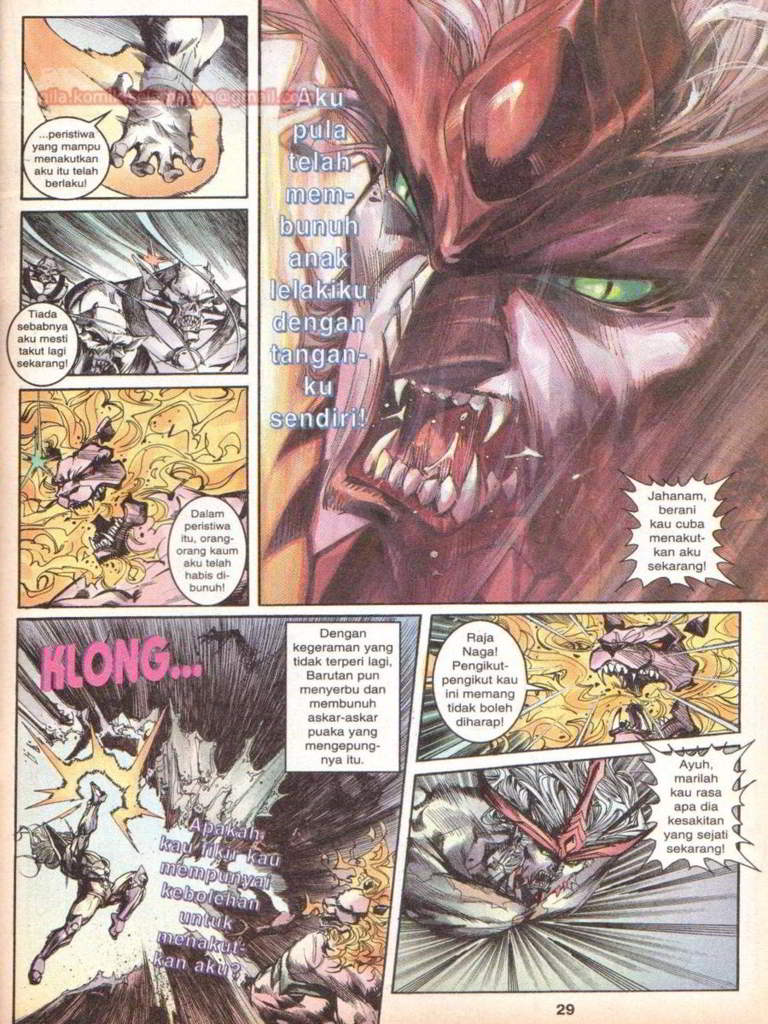 ...peristiwa
yang mampu
menakutkan
aku itu telah
berlaku!
Tiada
sebabnya
aku mesti
takut lagi
sekarang!
Dalam
peristiwa
itu, orang-
orang kaum
aku telah
habis di-
bunuh!
Aku
pula
telah
mem-
bunuh
anak
lelakiku
dengan
tangan-
ku
sendiri!
Jahanam,
berani
kau cuba
menakut-
kan aku
sekarang!
KLONG...
Dengan
kegeraman yang
tidak terperi lagi,
Barutan pun
menyerbu dan
membunuh
askar-askar
puaka yang
mengepung-
nya itu.
Apakah
kau fikir kau
mempunyai
kebolehan
untuk
menakut-
kan aku?
Raja
Naga!
Pengikut-
pengikut kau
ini memang
tidak boleh
diharap!
Ayuh,
marilah
kau rasa
apa dia
kesakitan
yang sejati
sekarang!
29